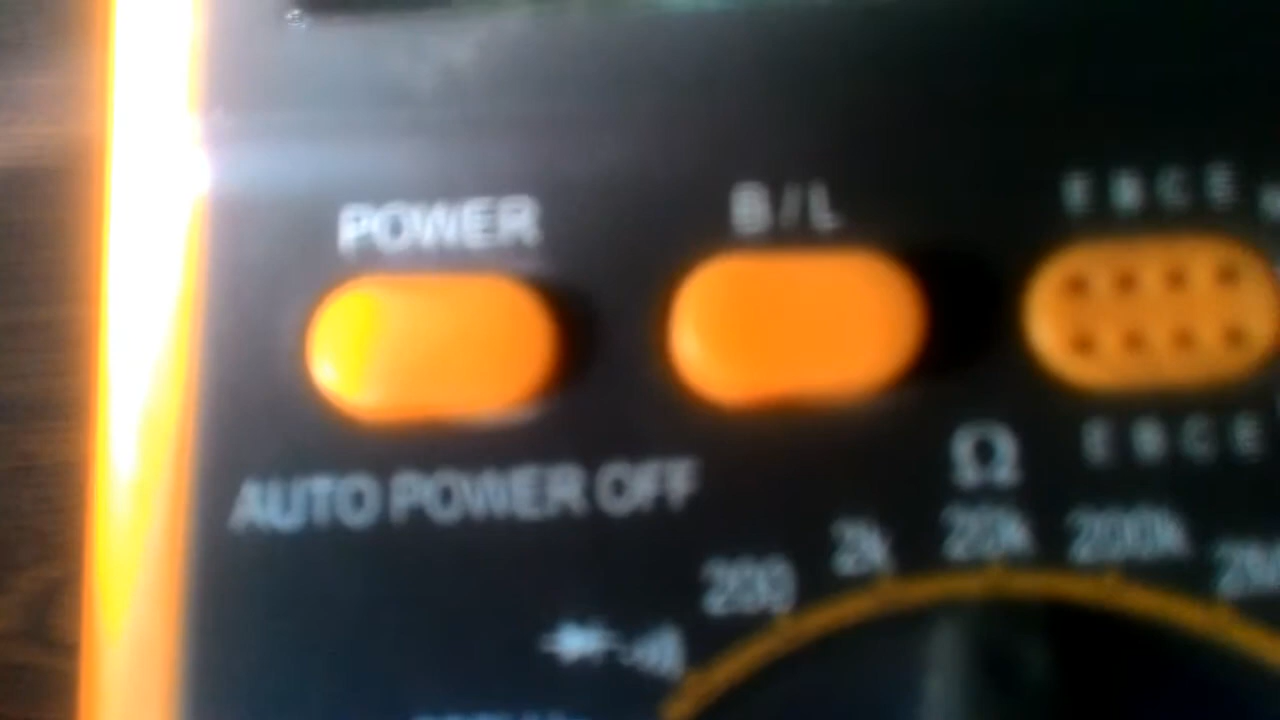 POWER
B / L
E B C E
AUTO POWER OFF
Ω
E B C E
200
2k
20k
200k